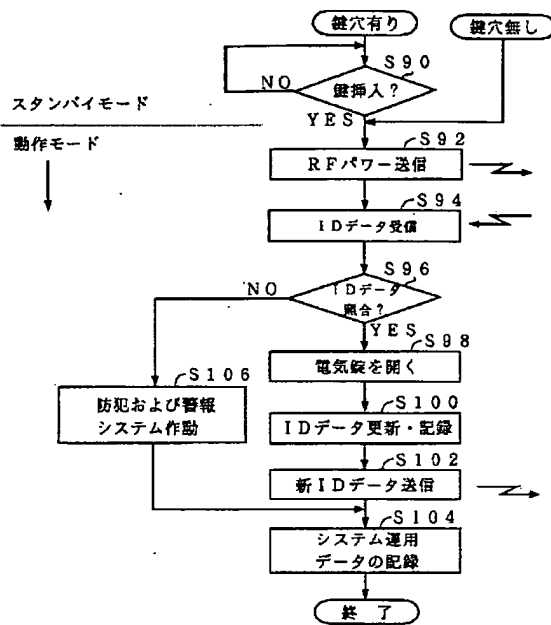 鍵穴有り
鍵穴無し
S90
鍵挿入?
NO
YES
スタンバイモード
動作モード
S92
RFパワー送信
S94
IDデータ受信
S96
IDデータ
照合?
NO
YES
S98
電気錠を開く
S106
防犯および警報
システム作動
S100
IDデータ更新・記録
S102
新IDデータ送信
S104
システム運用
データの記録
終 了